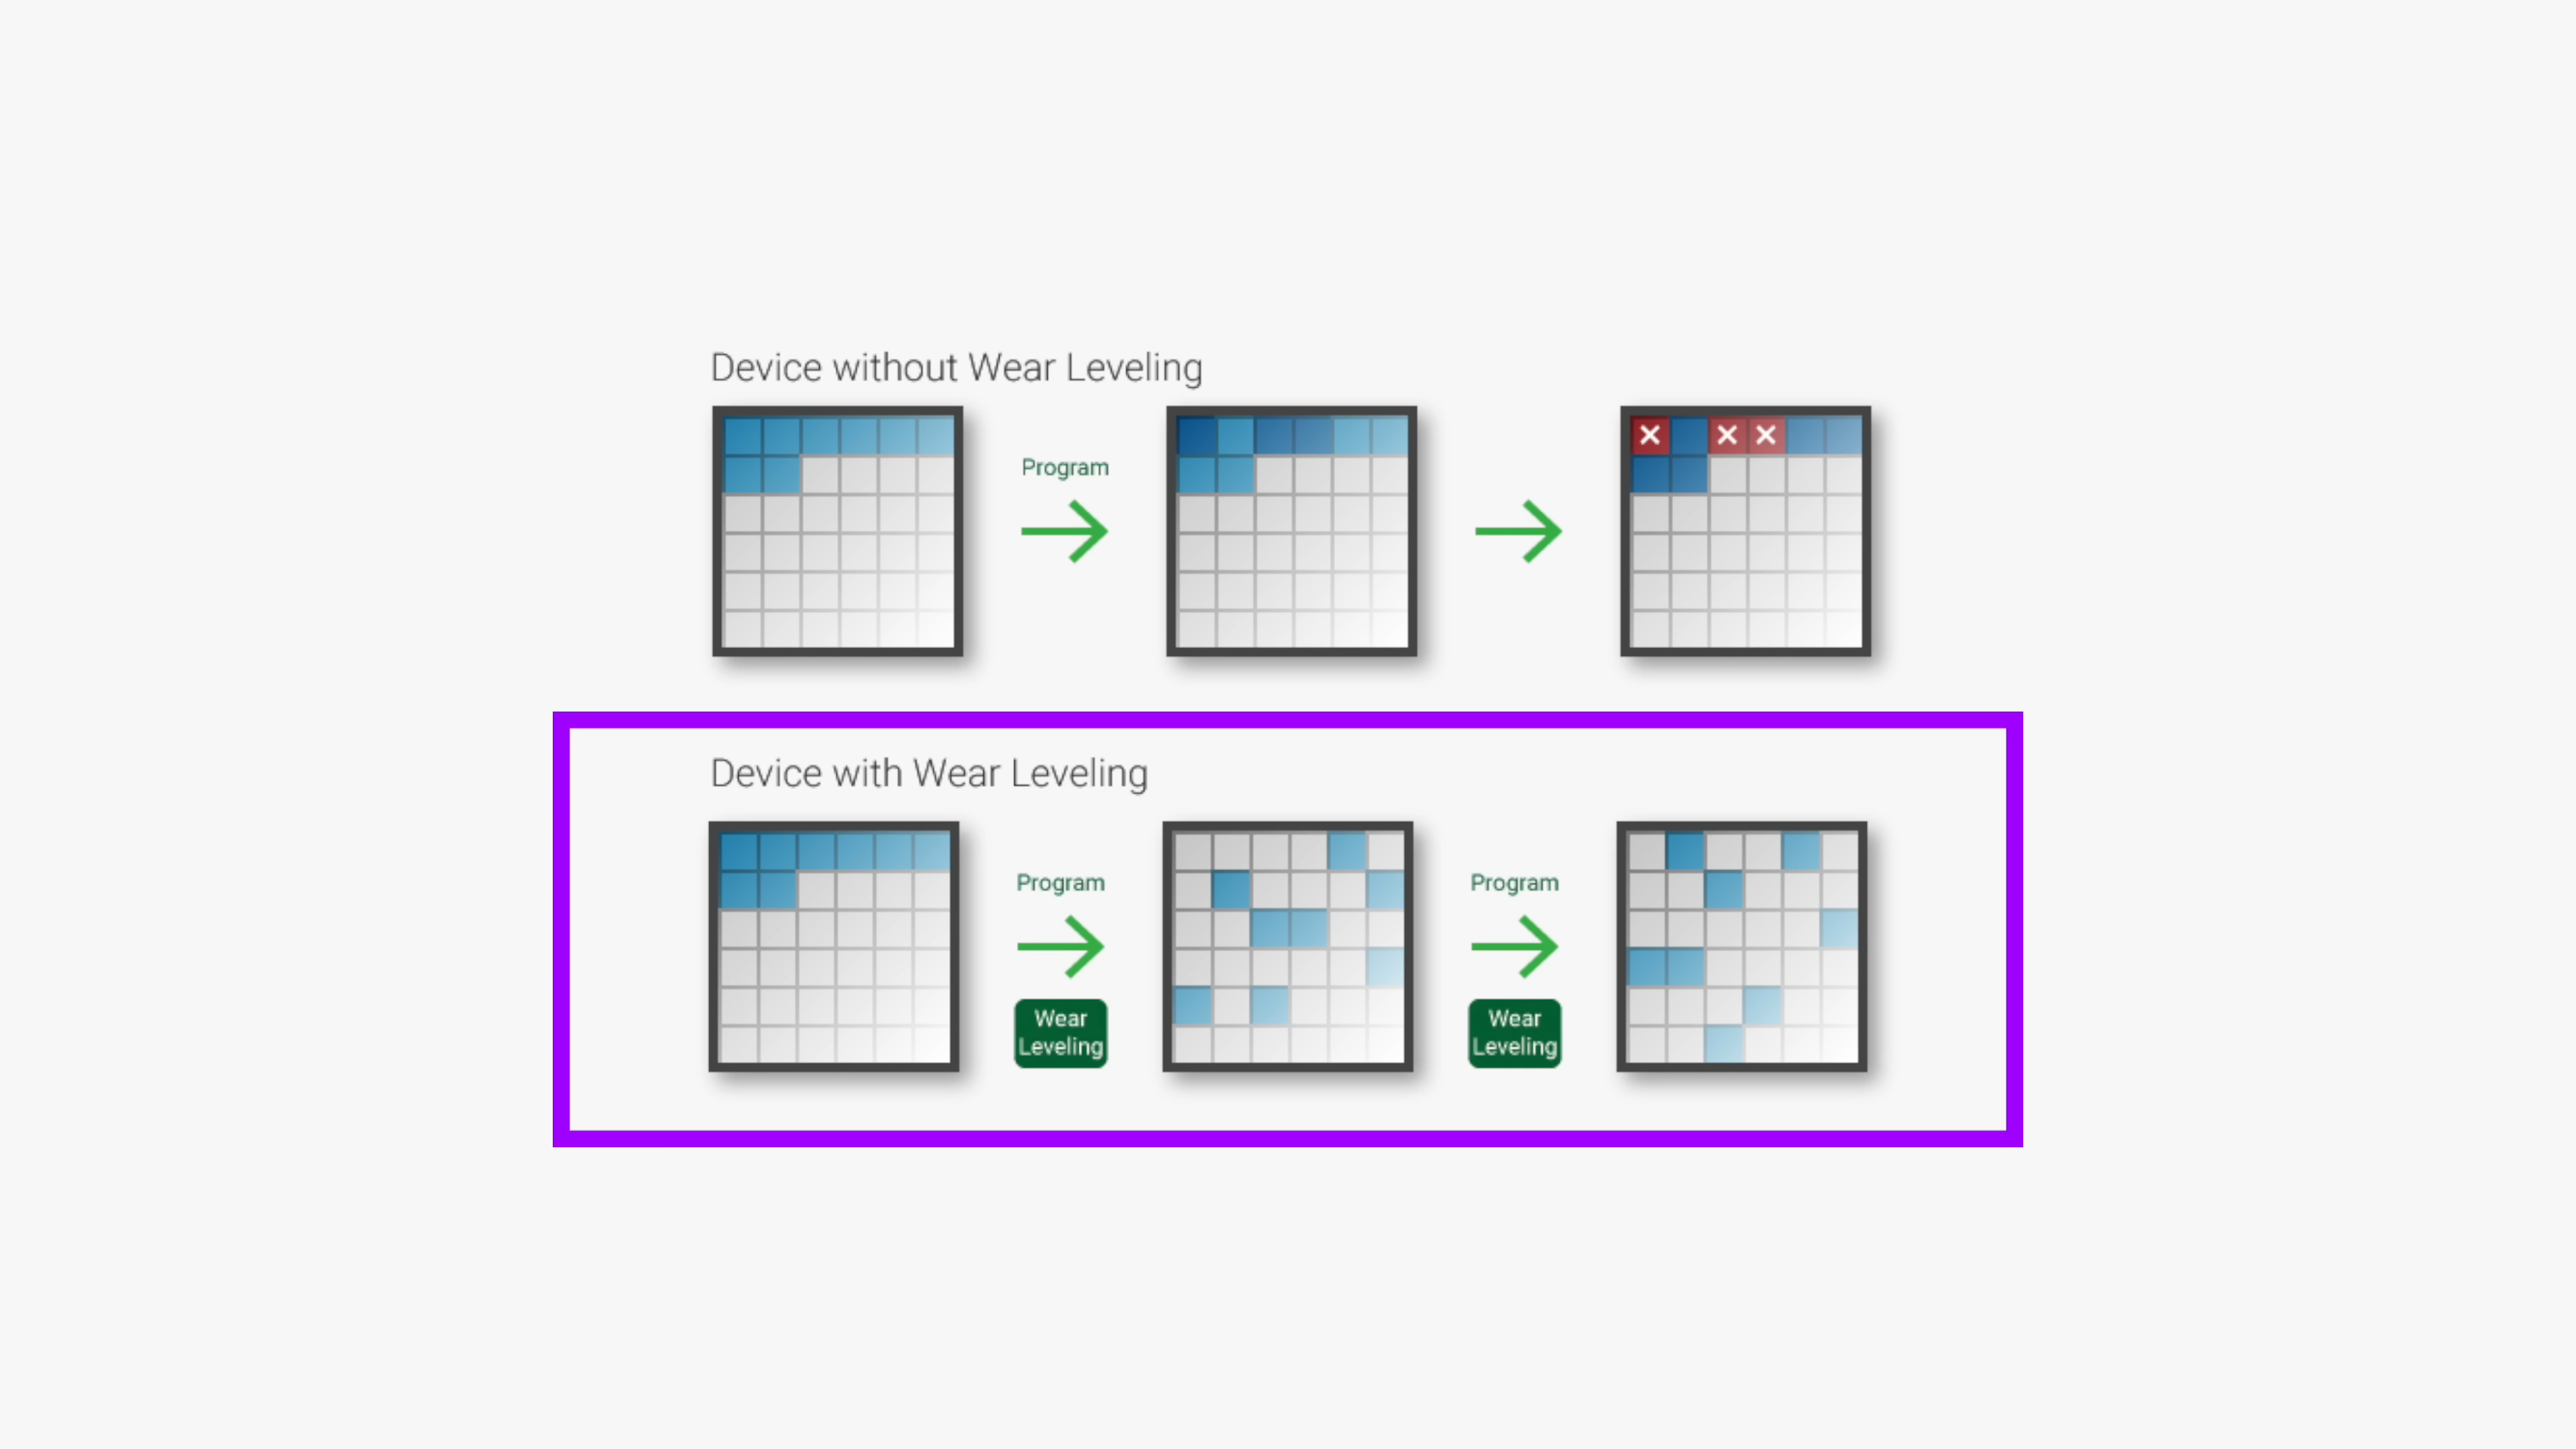 Device without Wear Leveling
Program
Device with Wear Leveling
Program
Wear
Leveling
Program
Wear
Leveling